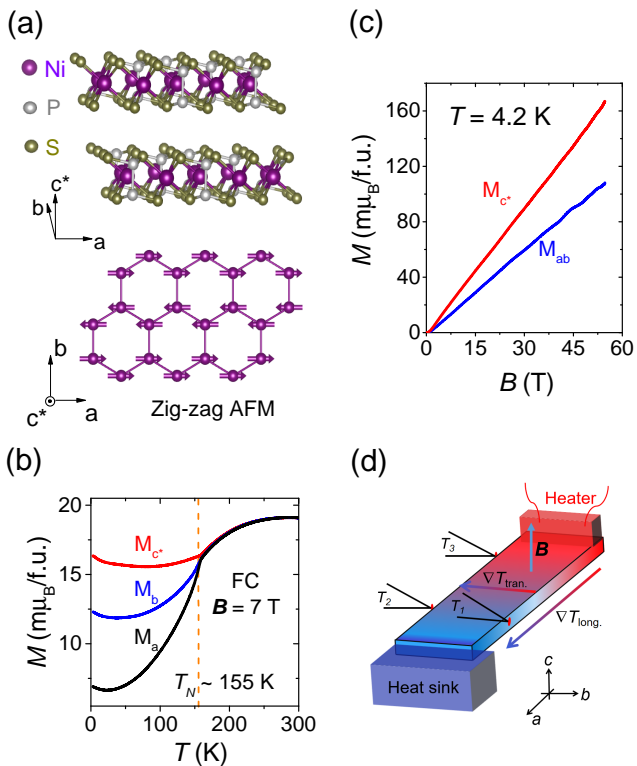 (a)
Ni
P
S
c*
b
a
b
c*
a
Zig-zag AFM
(b)
20
15
10
M (mμB/f.u.)
Mc*
Mb
Ma
FC
B = 7 T
TN ~ 155 K
0 100 200 300
T (K)
(c)
160
120
80
40
0
M (mμB/f.u.)
T = 4.2 K
Mc*
Mab
0 15 30 45 60
B (T)
(d)
Heater
B
T3
∇Ttran.
T2
T1
∇Tlong.
Heat sink
c
b
a